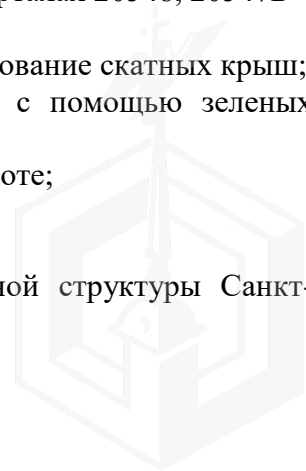 ование скатных крыш;
с помощью зеленых
оте;
ной структуры Санкт-